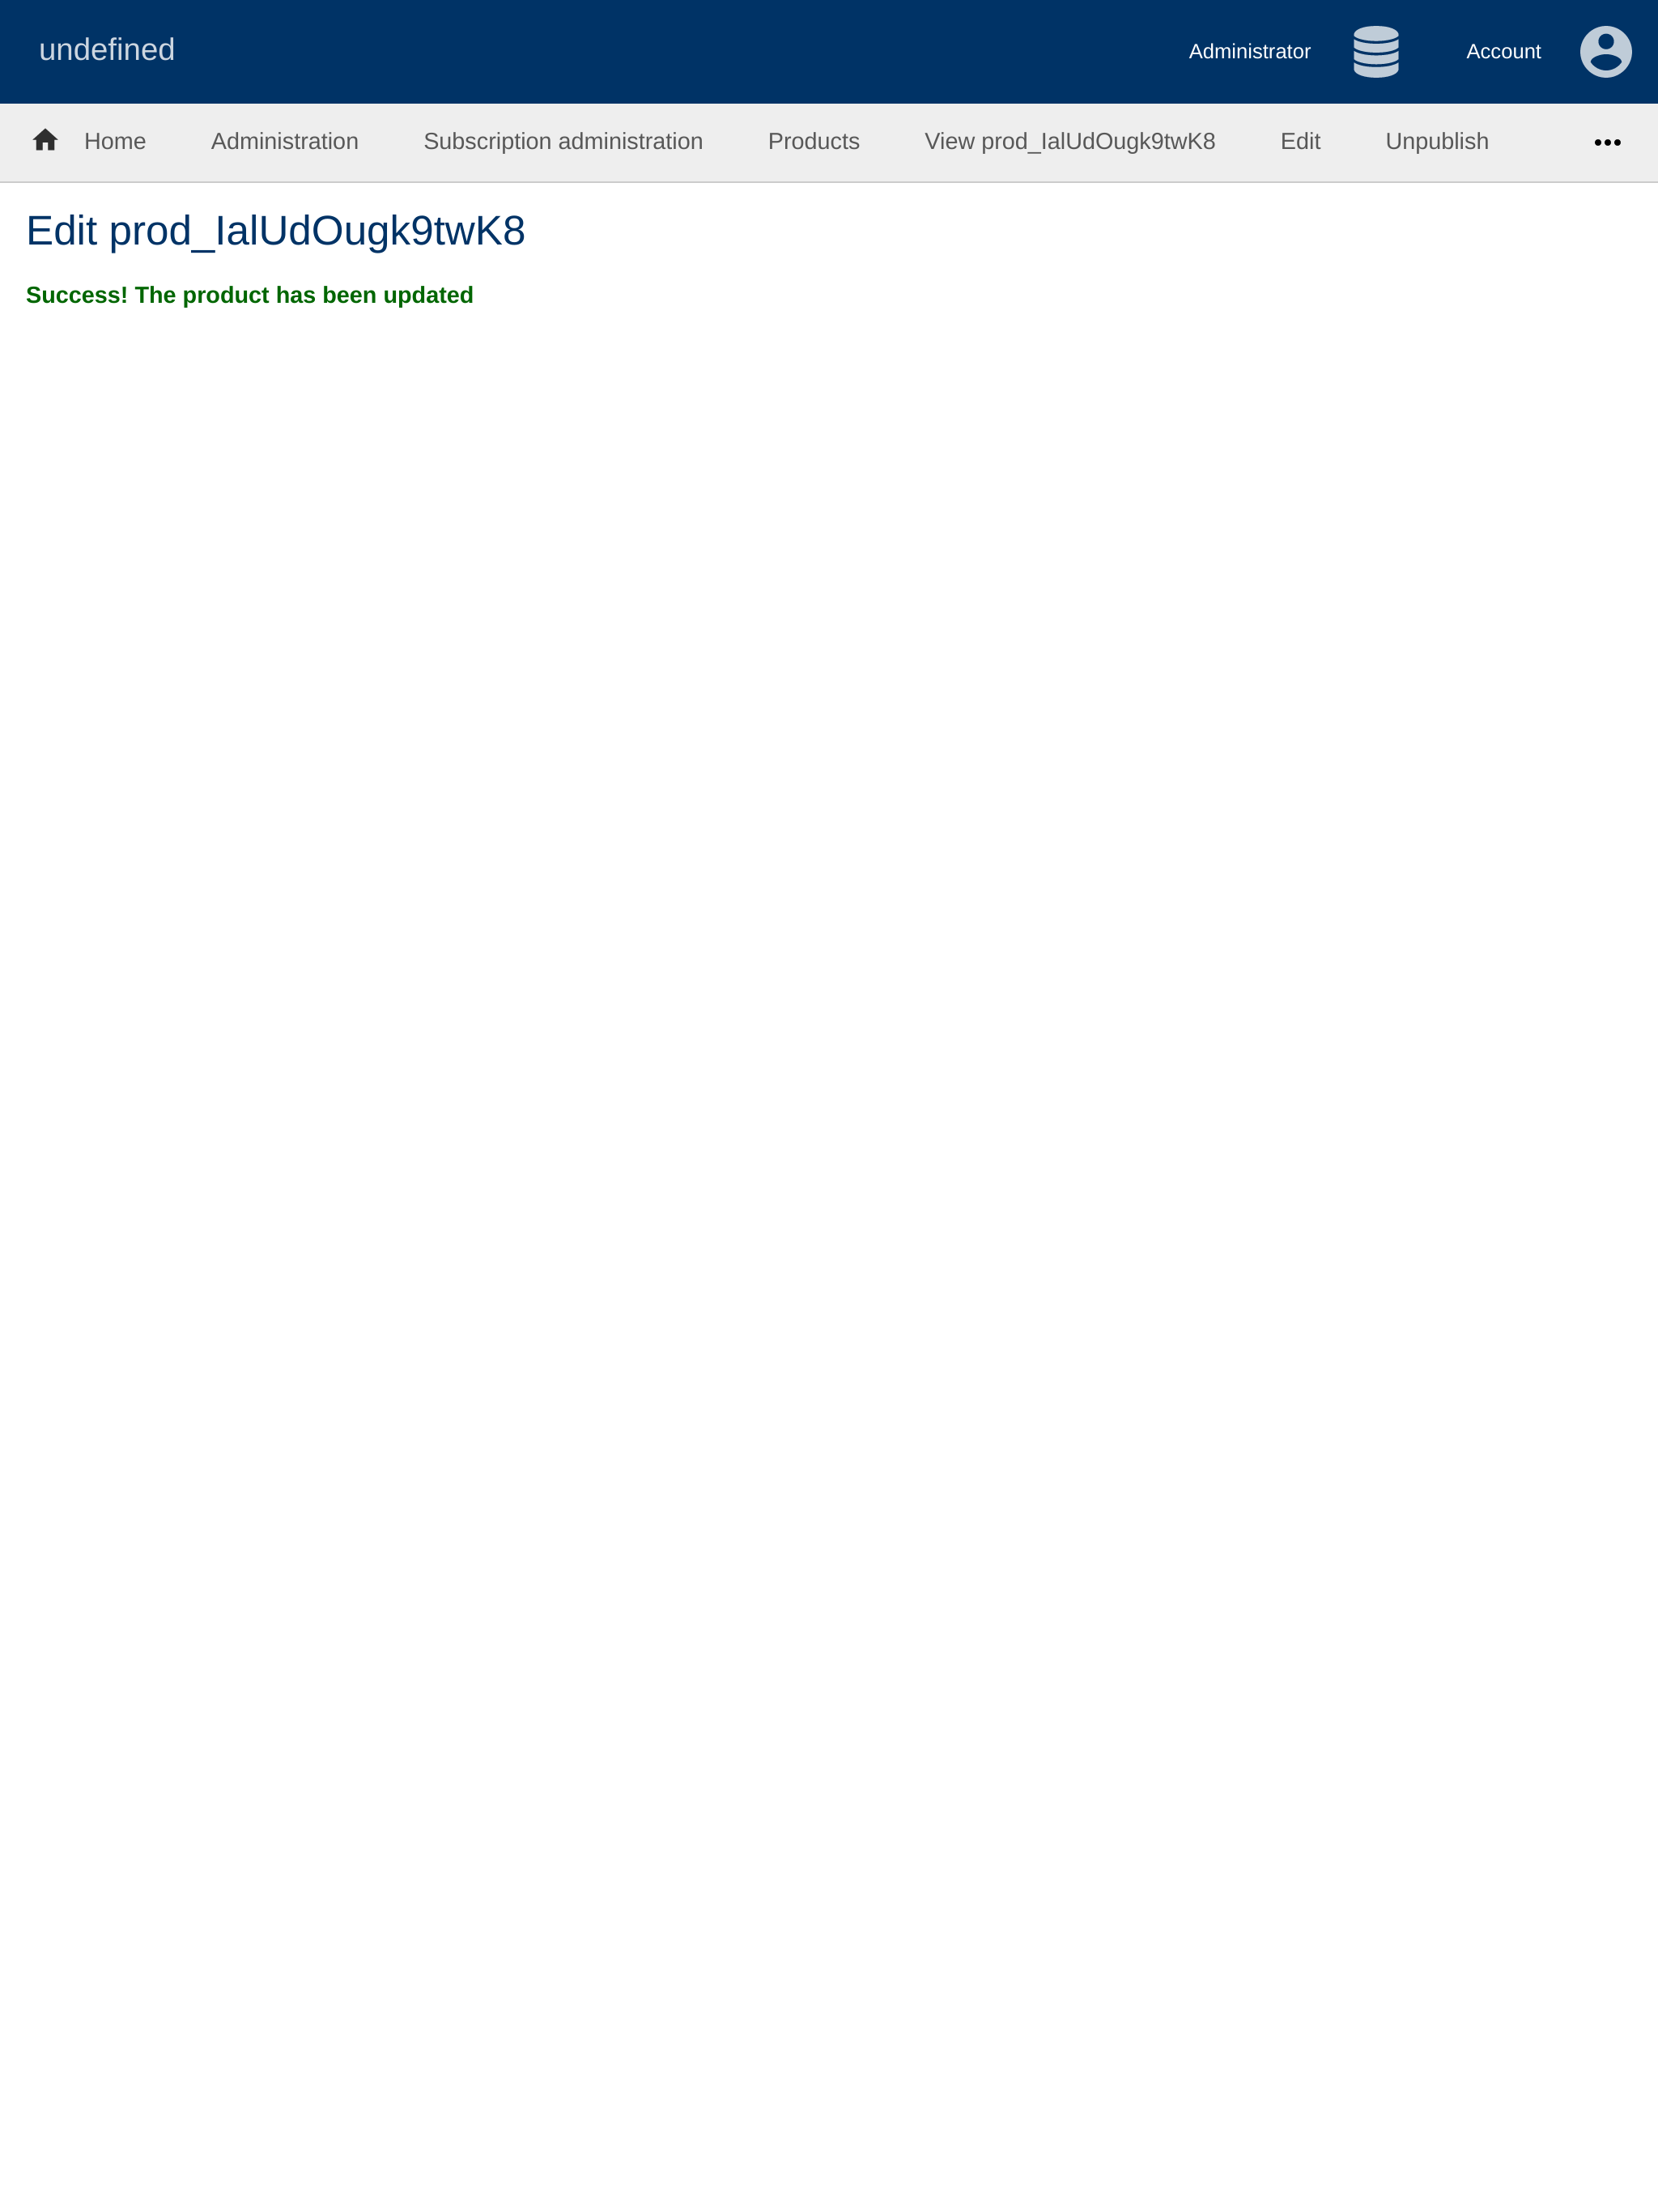 undefined
Administrator
Account
Home
Administration
Subscription administration
Products
View prod_IalUdOugk9twK8
Edit
Unpublish
Edit prod_IalUdOugk9twK8
Success! The product has been updated